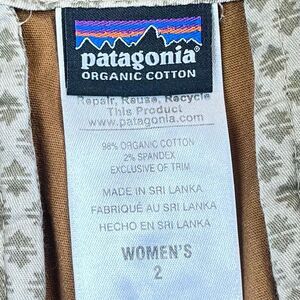 patagonia®
ORGANIC COTTON
Repair, Reuse, Recycle
This Product
www.patagonia.com
98% ORGANIC COTTON
2% SPANDEX
EXCLUSIVE OF TRIM
MADE IN SRI LANKA
FABRIQUÉ AU SRI LANKA
HECHO EN SRI LANKA
WOMEN'S
2